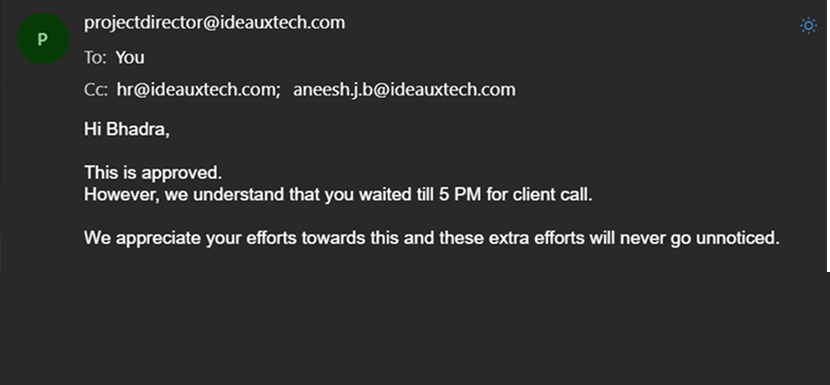 P
projectdirector@ideauxtech.com
To: You
Cc: hr@ideauxtech.com; aneesh.j.b@ideauxtech.com
Hi Bhadra,
This is approved.
However, we understand that you waited till 5 PM for client call.
We appreciate your efforts towards this and these extra efforts will never go unnoticed.